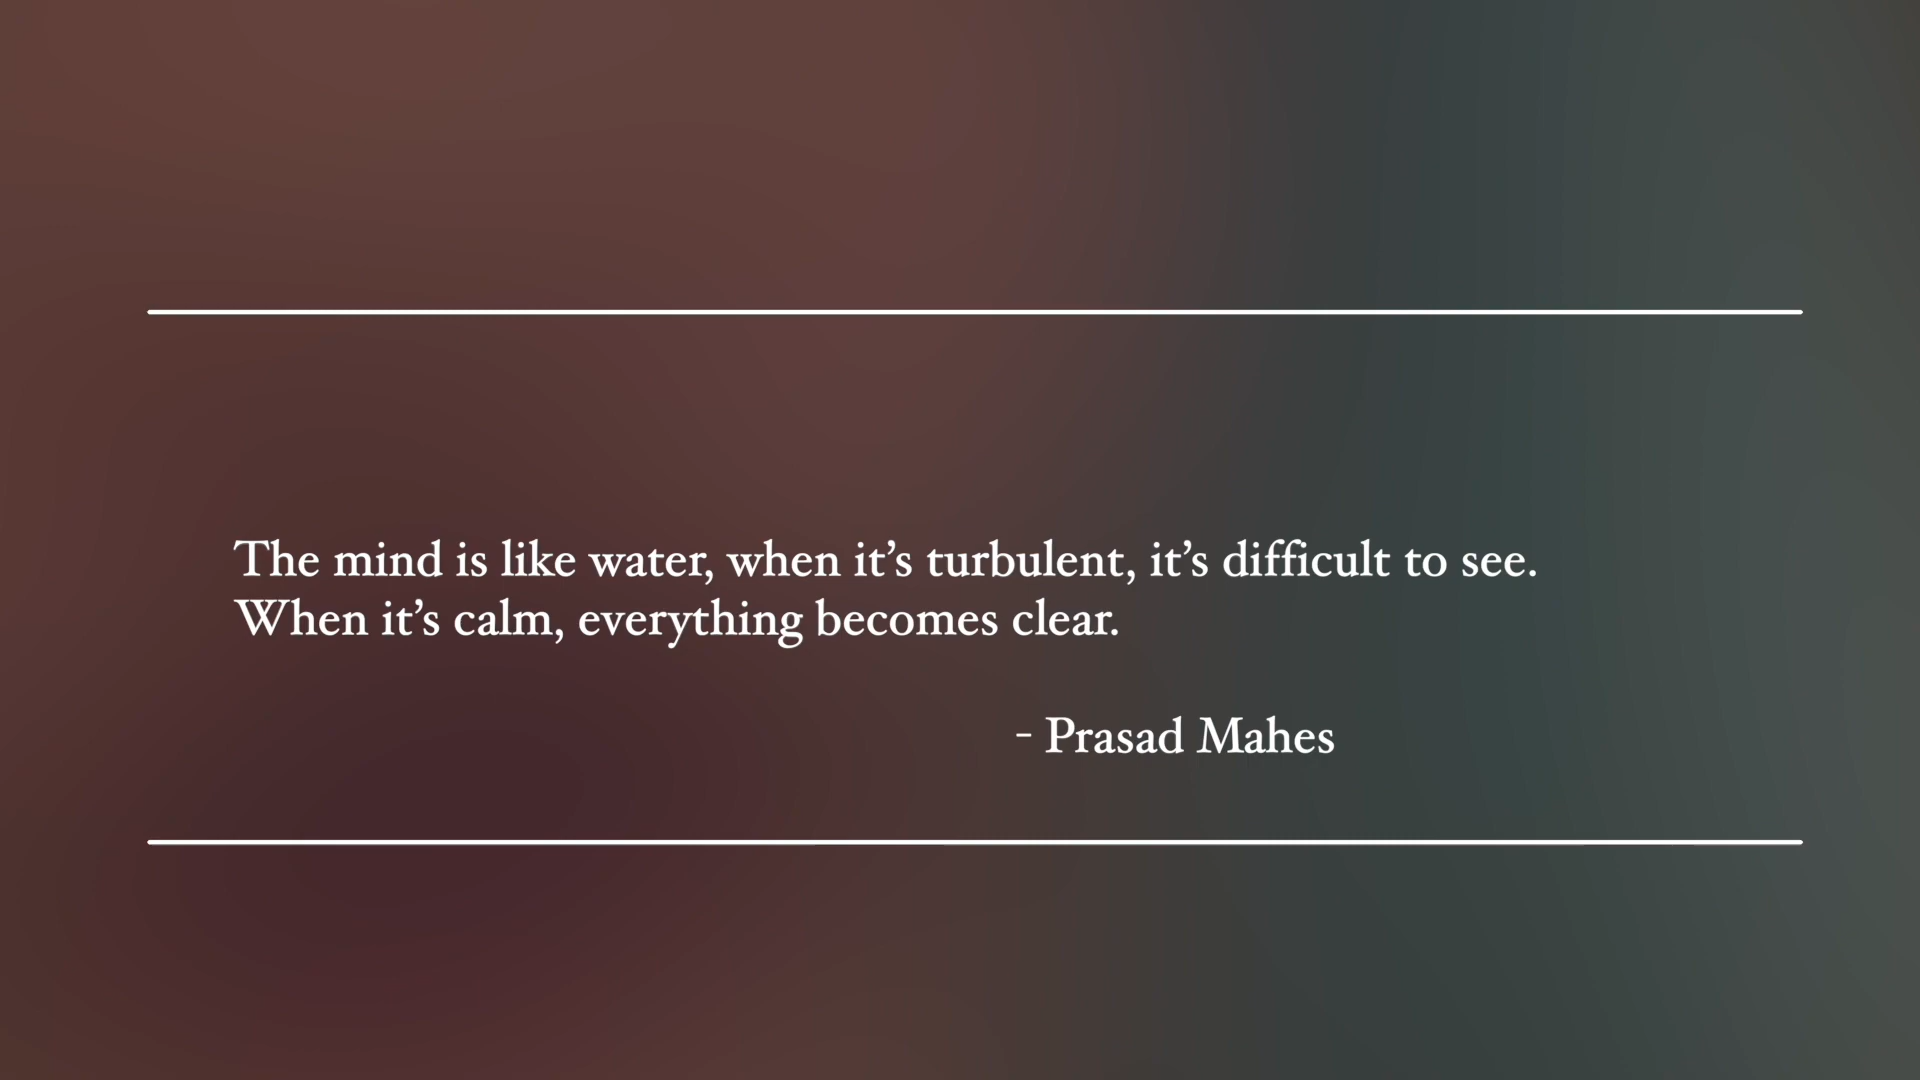 The mind is like water, when it’s turbulent, it’s difficult to see.
When it’s calm, everything becomes clear.
- Prasad Mahes